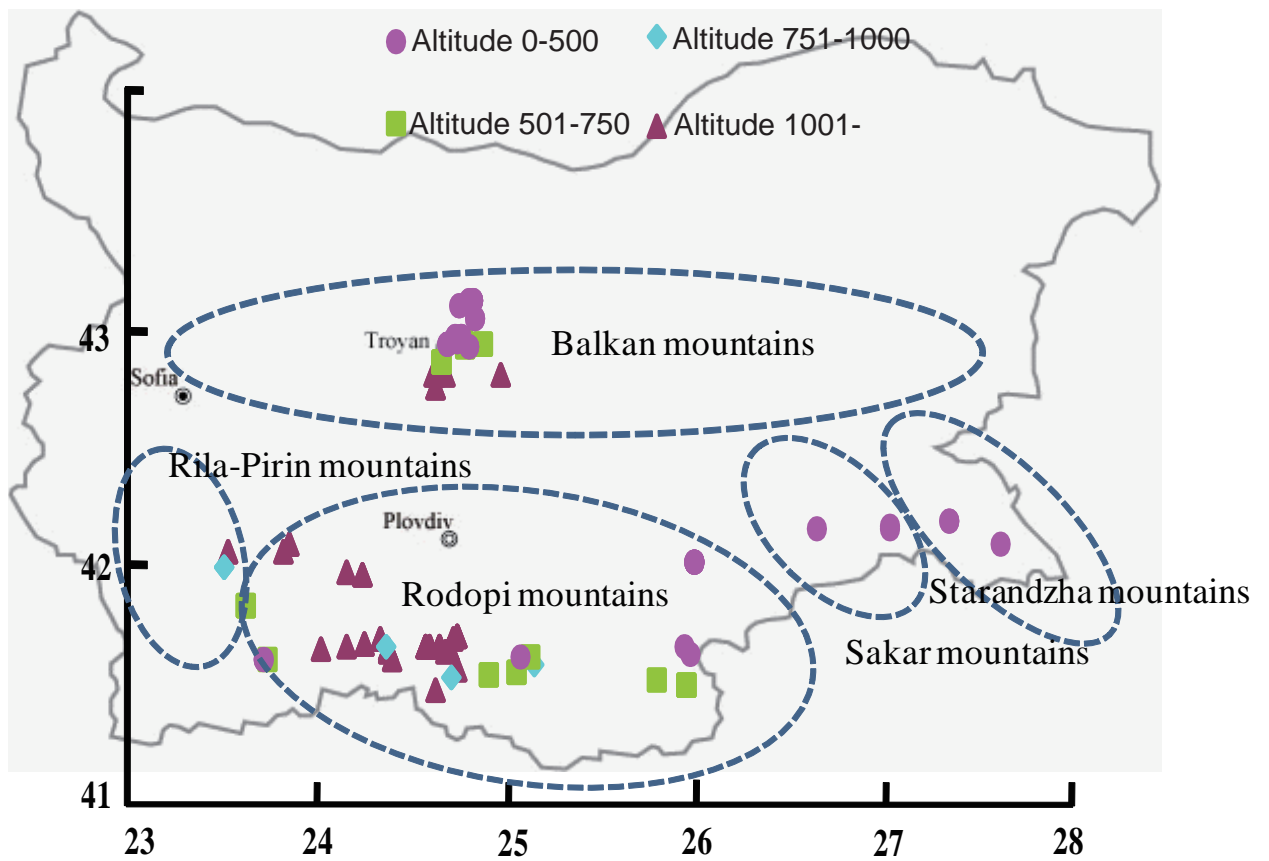 Altitude 0-500
Altitude 751-1000
Altitude 501-750
Altitude 1001-
43
Troyan
Balkan mountains
Sofia
Rila-Pirin mountains
Plovdiv
42
Rodopi mountains
Starandzha mountains
Sakar mountains
41
23
24
25
26
27
28